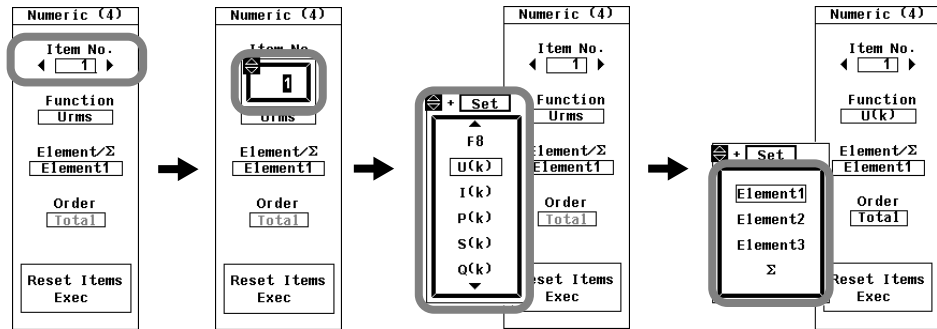 Numeric (4)
Item No.
1
Function
Urms
Element/Σ
Element1
Order
Total
Reset Items
Exec
Numeric (4)
Item No.
1
Urms
Element/Σ
Element1
Order
Total
Reset Items
Exec
+ Set
F8
U(k)
I(k)
P(k)
S(k)
Q(k)
Numeric (4)
Item No.
1
Function
Urms
Element/Σ
Element1
Order
Total
Reset Items
Exec
+ Set
Element1
Element2
Element3
Σ
Numeric (4)
Item No.
1
Function
U(k)
Element/Σ
Element1
Order
Total
Reset Items
Exec